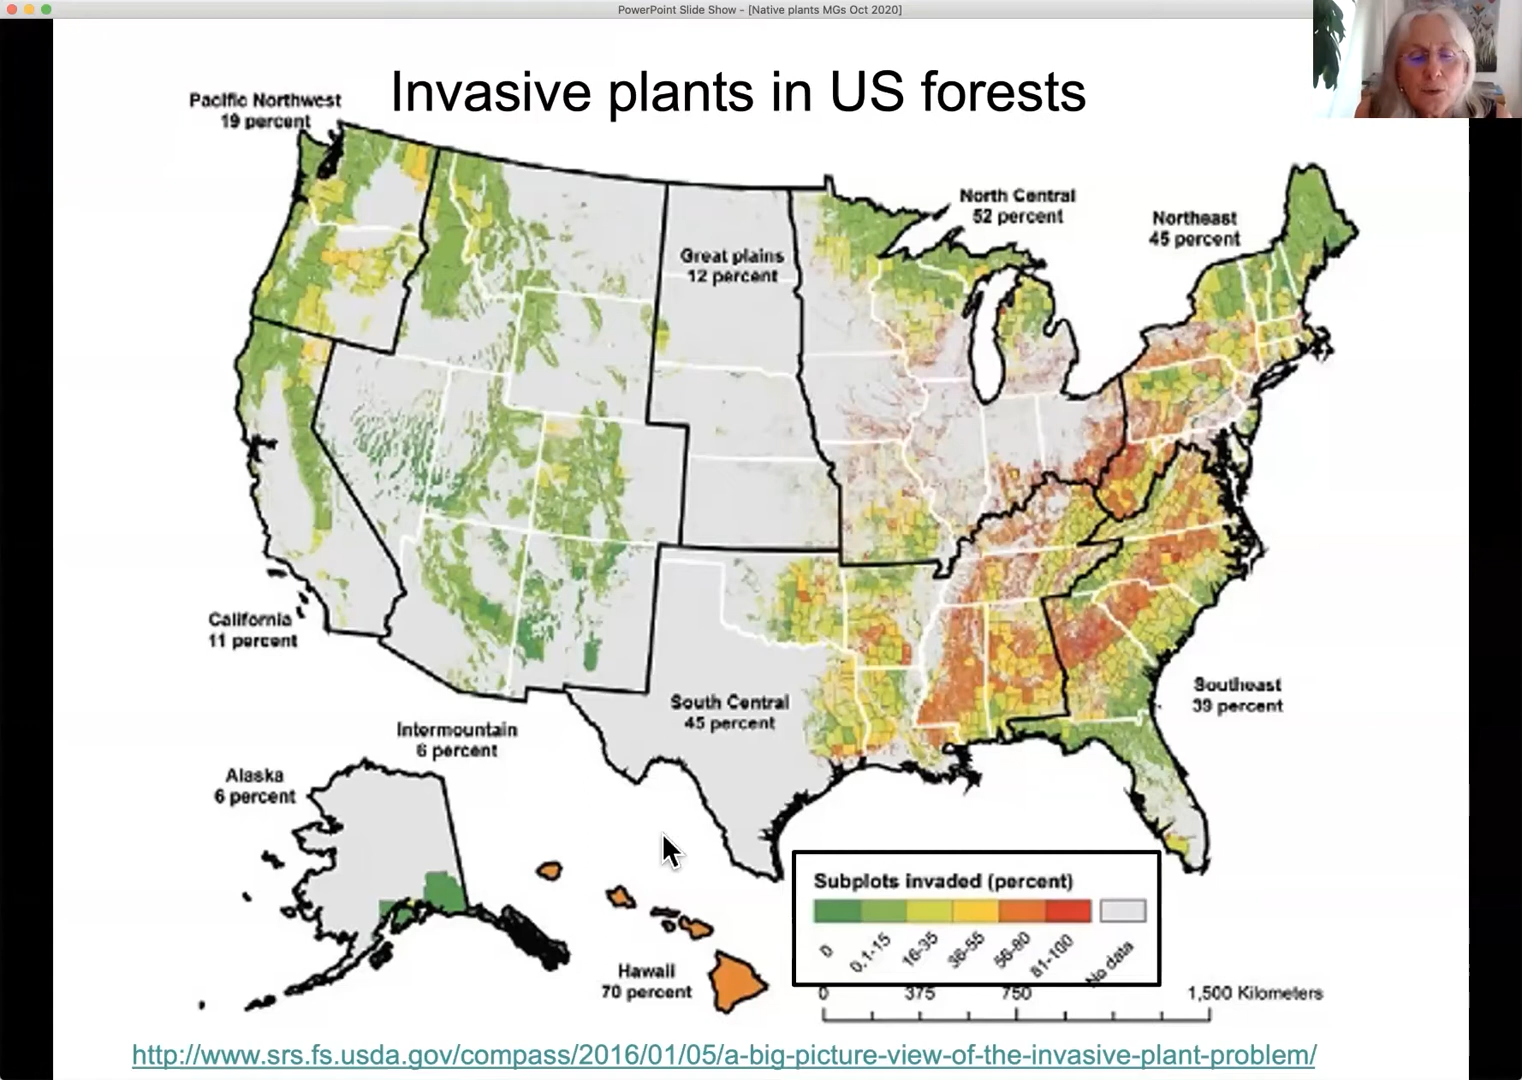 PowerPoint Slide Show - [Native plants MGs Oct 2020]
Invasive plants in US forests
Pacific Northwest
19 percent
North Central
52 percent
Northeast
45 percent
Great plains
12 percent
California
11 percent
South Central
45 percent
Southeast
39 percent
Intermountain
6 percent
Alaska
6 percent
Hawaii
70 percent
Subplots invaded (percent)
0
0.1-15
16-35
36-55
56-80
81-100
No data
0 375 750 1,500 Kilometers
http://www.srs.fs.usda.gov/compass/2016/01/05/a-big-picture-view-of-the-invasive-plant-problem/